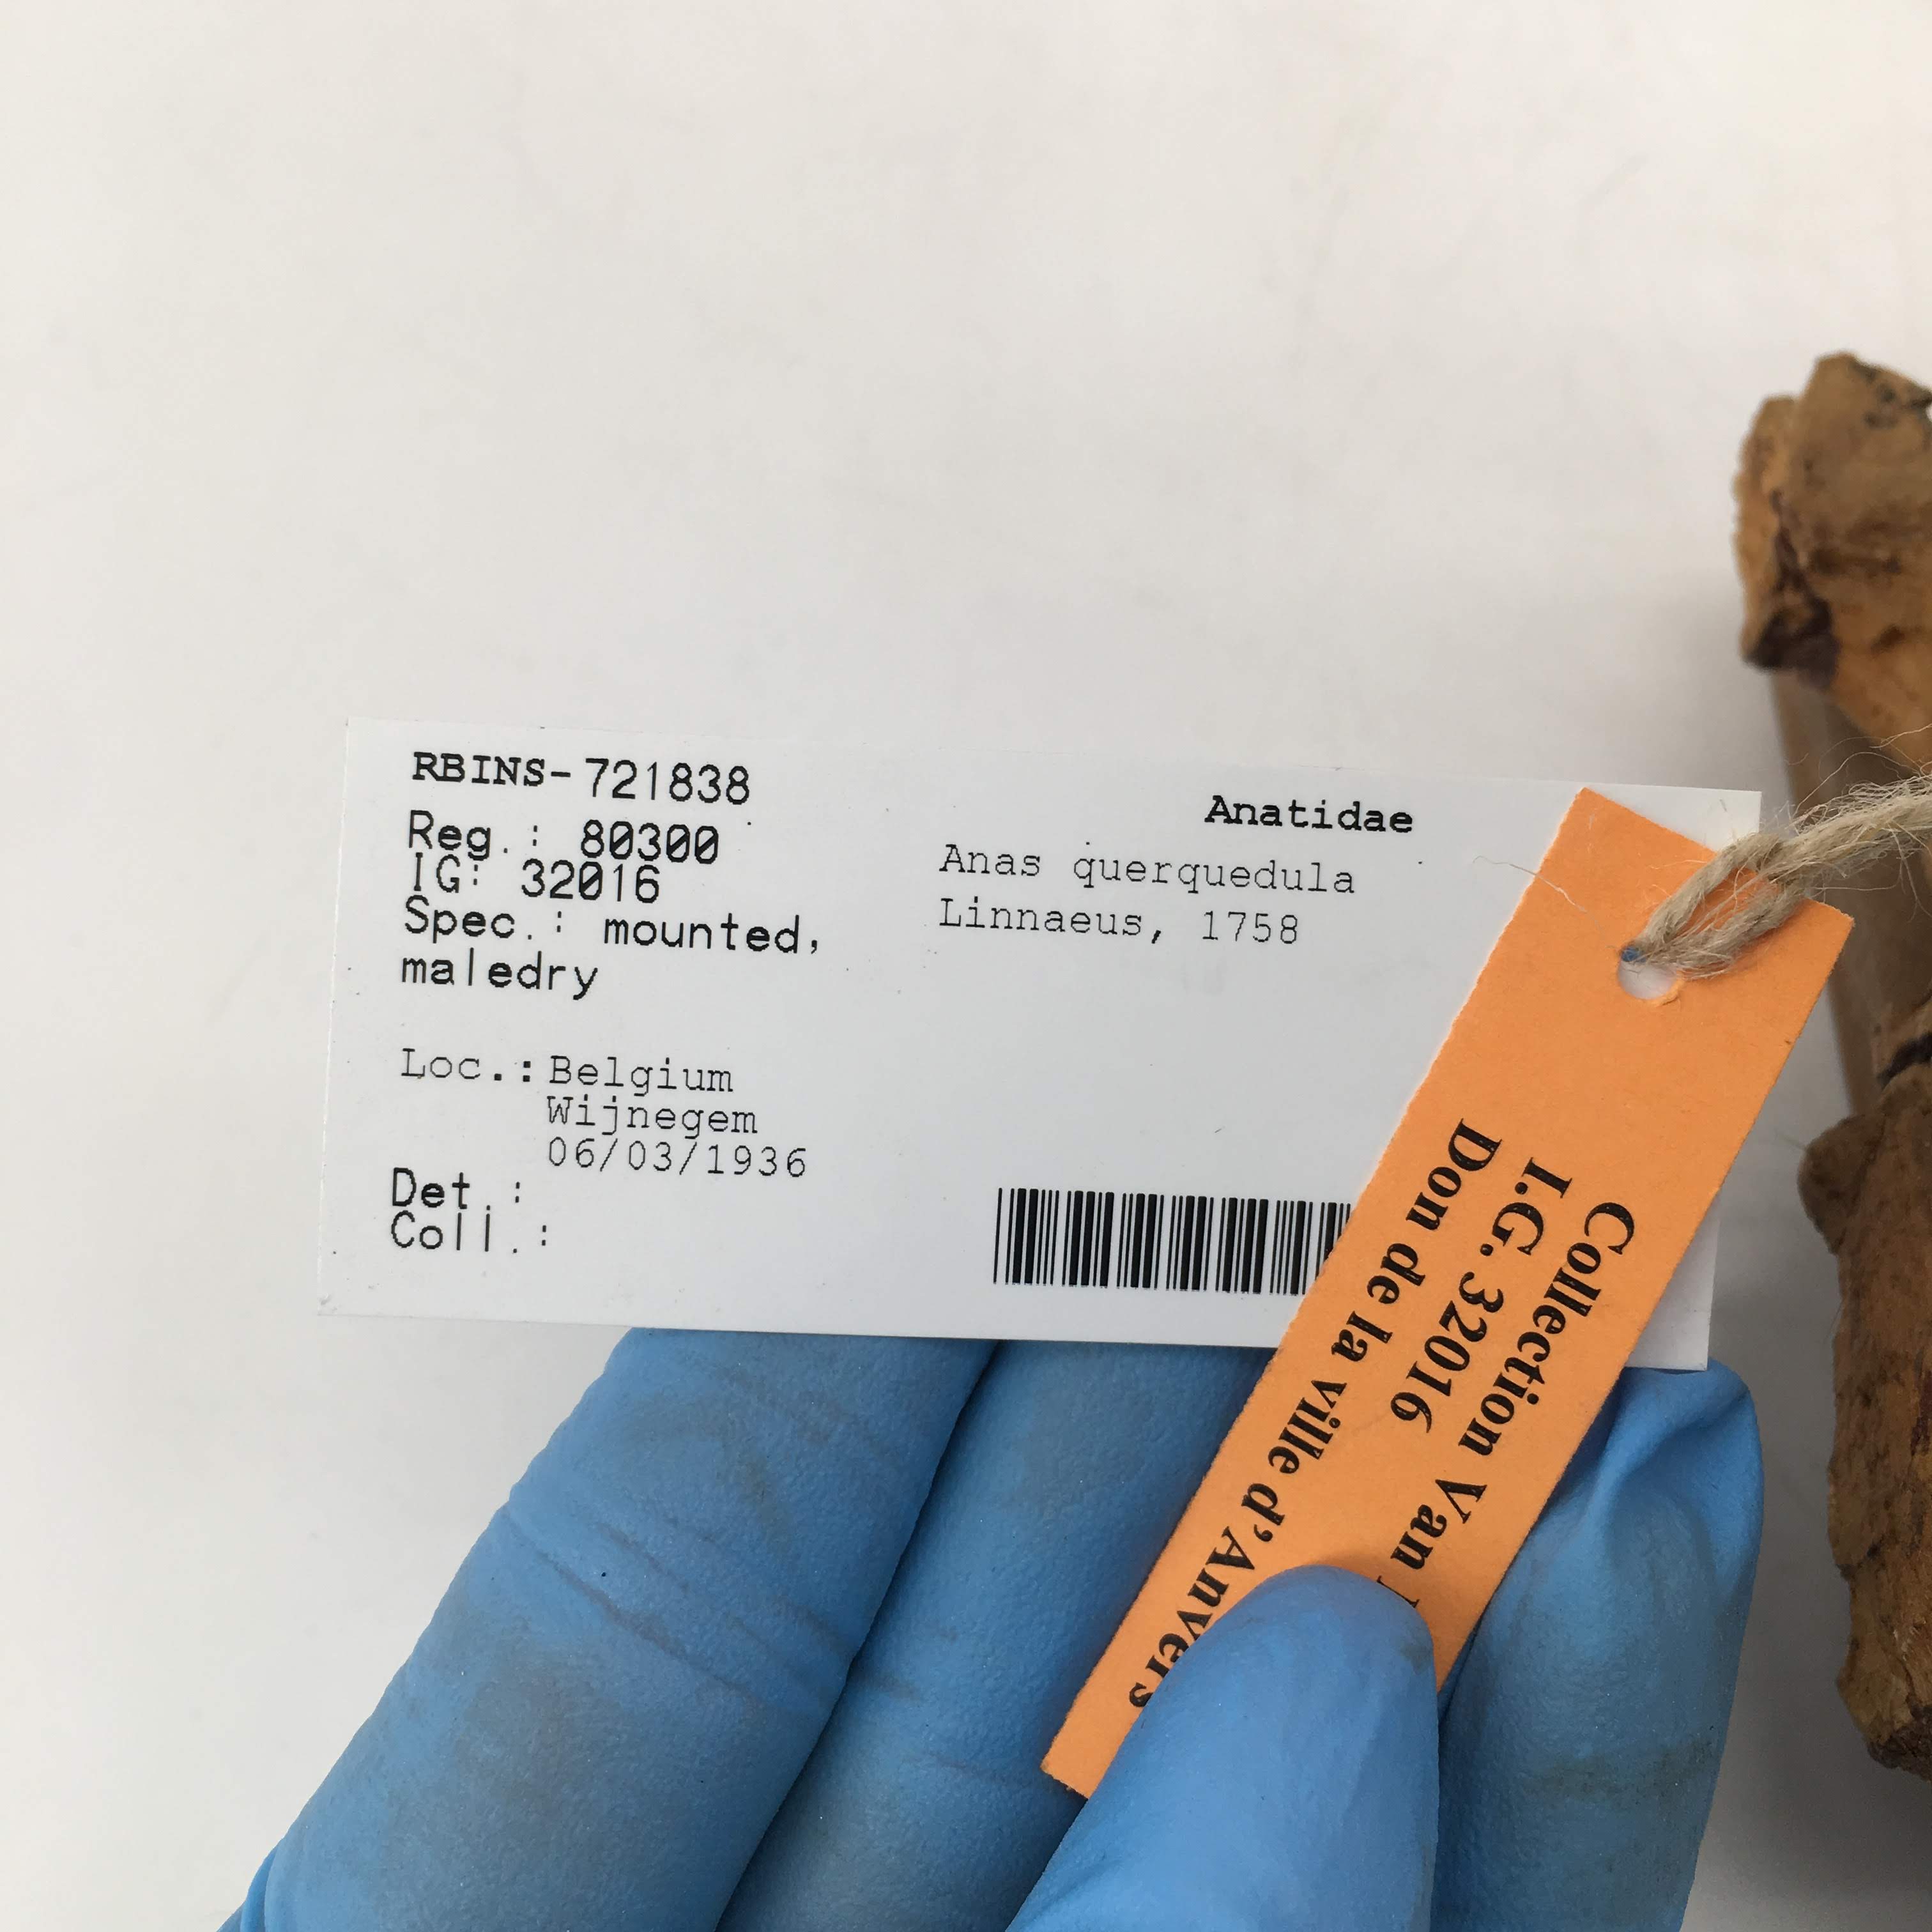 RBINS-721838
Reg.: 80300
IG: 32016
Spec.: mounted,
maledry
Loc.: Belgium
Wijnegem
06/03/1936
Det.:
Coll.:
Anatidae
Anas querquedula
Linnaeus, 1758
Collection Van
I.G. 32016
Don de la ville d'Anvers